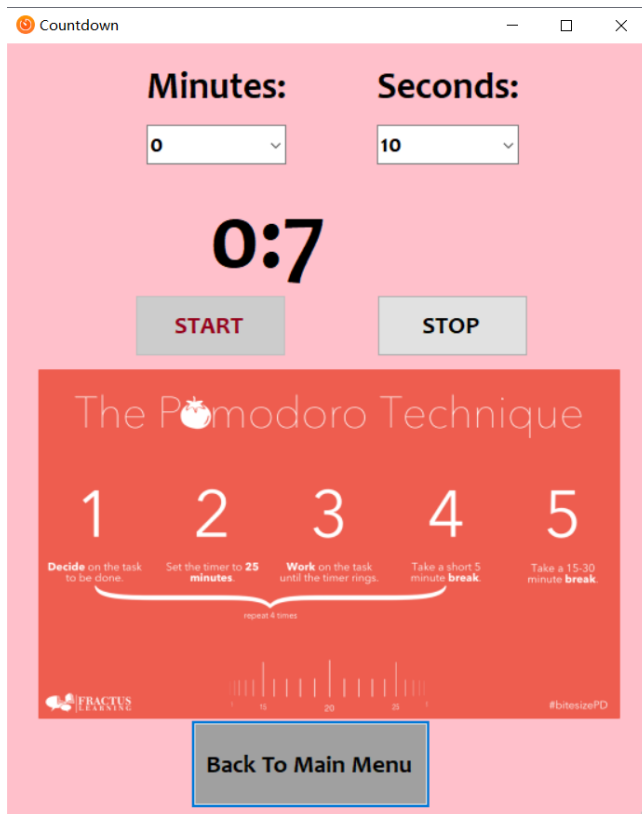 Countdown
Minutes: Seconds:
0 10
0:7
START STOP
The Pomodoro Technique
1 2 3 4 5
Decide on the task
to be done.
Set the timer to 25
minutes.
Work on the task
until the timer rings.
Take a short 5
minute break.
Take a 15-30
minute break.
repeat 4 times
15 20 25
FRACTUS
LEARNING
#bitesizePD
Back To Main Menu